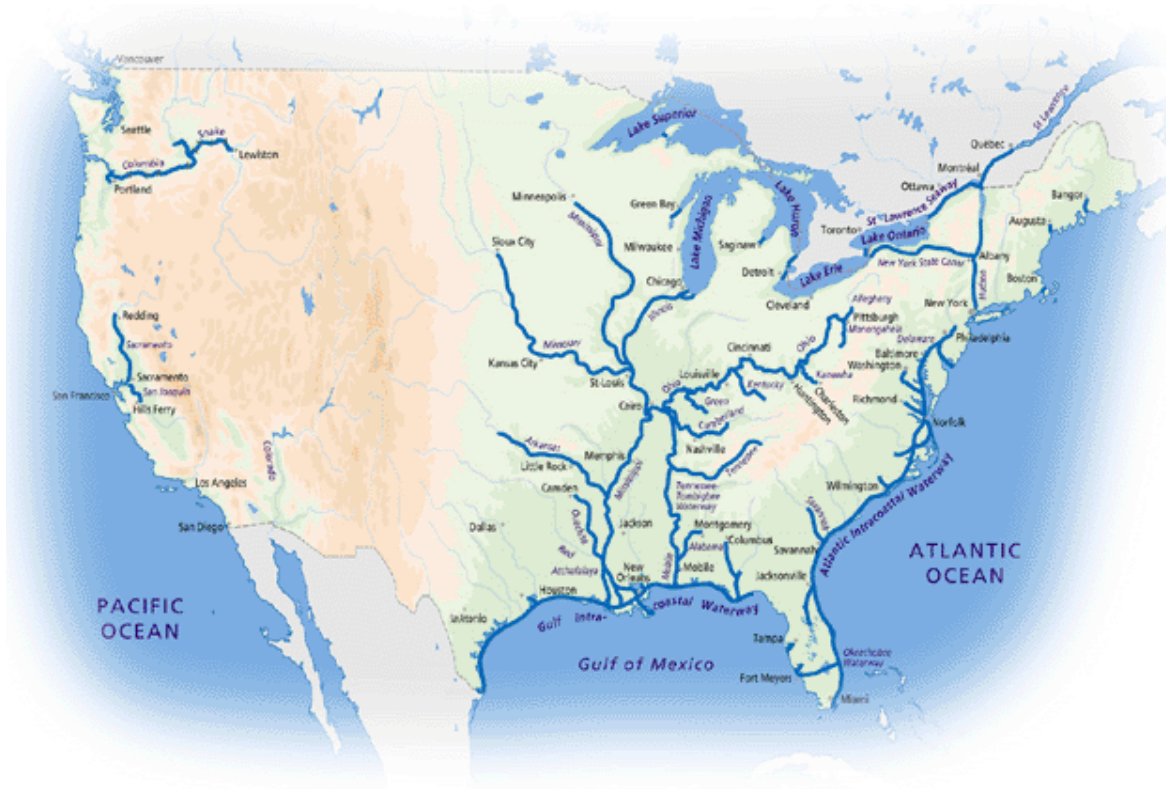 Vancouver
Seattle
Snake
Lewiston
Columbia
Portland
Redding
Sacramento
Sacramento
San Joaquin
San Francisco
Hills Ferry
Colorado
Los Angeles
San Diego
PACIFIC
OCEAN
Lake Superior
Minneapolis
Mississippi
Green Bay
Lake Michigan
Lake Huron
Sioux City
Milwaukee
Saginaw
Chicago
Detroit
Lake Erie
Illinois
Cleveland
Missouri
Kansas City
St-Louis
Cairo
St Lawrence
Québec
Montréal
Ottawa
St Lawrence Seaway
Toronto
Lake Ontario
New York State Canal
Albany
Bangor
Augusta
Boston
Hudson
New York
Allegheny
Pittsburgh
Monongahela
Delaware
Philadelphia
Baltimore
Washington
Cincinnati
Ohio
Louisville
Ohio
Kentucky
Kanawha
Charleston
Huntington
Richmond
Green
Cumberland
Norfolk
Nashville
Tennessee
Arkansas
Memphis
Little Rock
Mississippi
Camden
Tennessee-
Tombigbee
Waterway
Wilmington
Ouachita
Dallas
Jackson
Montgomery
Columbus
Savannah
Savannah
Alabama
Red
Atchafalaya
Mobile
Mobile
New
Orleans
Jacksonville
Atlantic Intracoastal Waterway
ATLANTIC
OCEAN
Houston
Gulf Intra-
coastal Waterway
Gulf of Mexico
Tampa
Okeechobee
Waterway
Fort Meyers
Miami